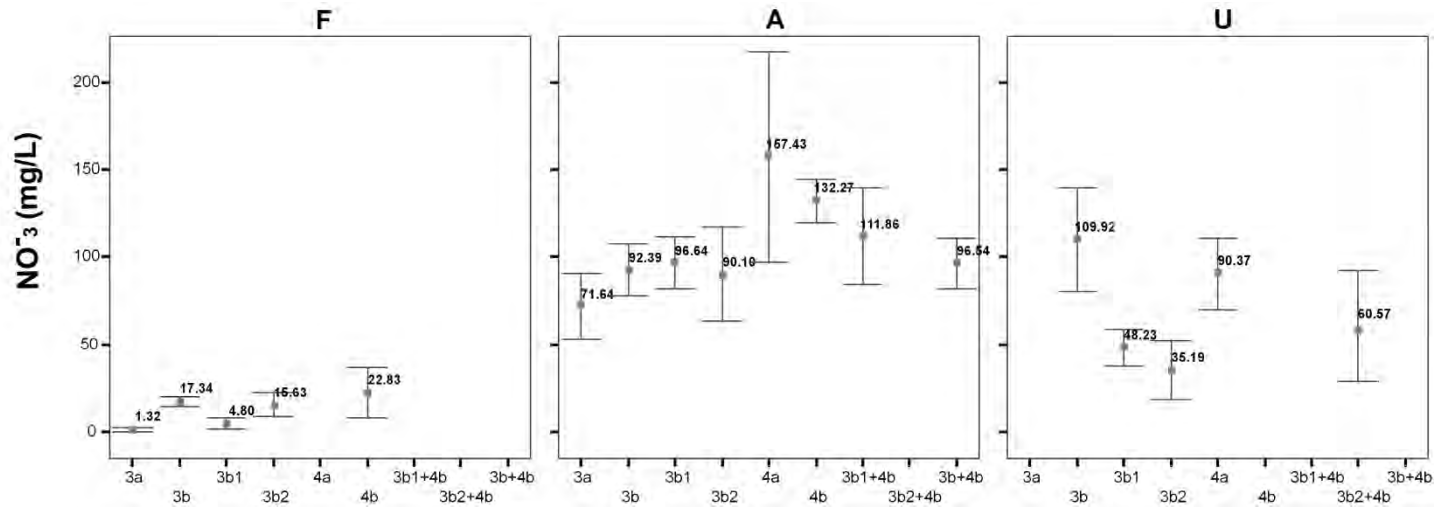 F
A
U
NO⁻₃ (mg/L)
200
150
100
50
0
1.32
17.34
4.80
15.63
22.83
71.64
92.39
96.64
90.10
157.43
132.27
111.86
96.54
109.92
48.23
35.19
90.37
60.57
3a 3b1 4a 3b1+4b 3b+4b
3b 3b2 4b 3b2+4b
3a 3b1 4a 3b1+4b 3b+4b
3b 3b2 4b 3b2+4b
3a 3b1 4a 3b1+4b 3b+4b
3b 3b2 4b 3b2+4b